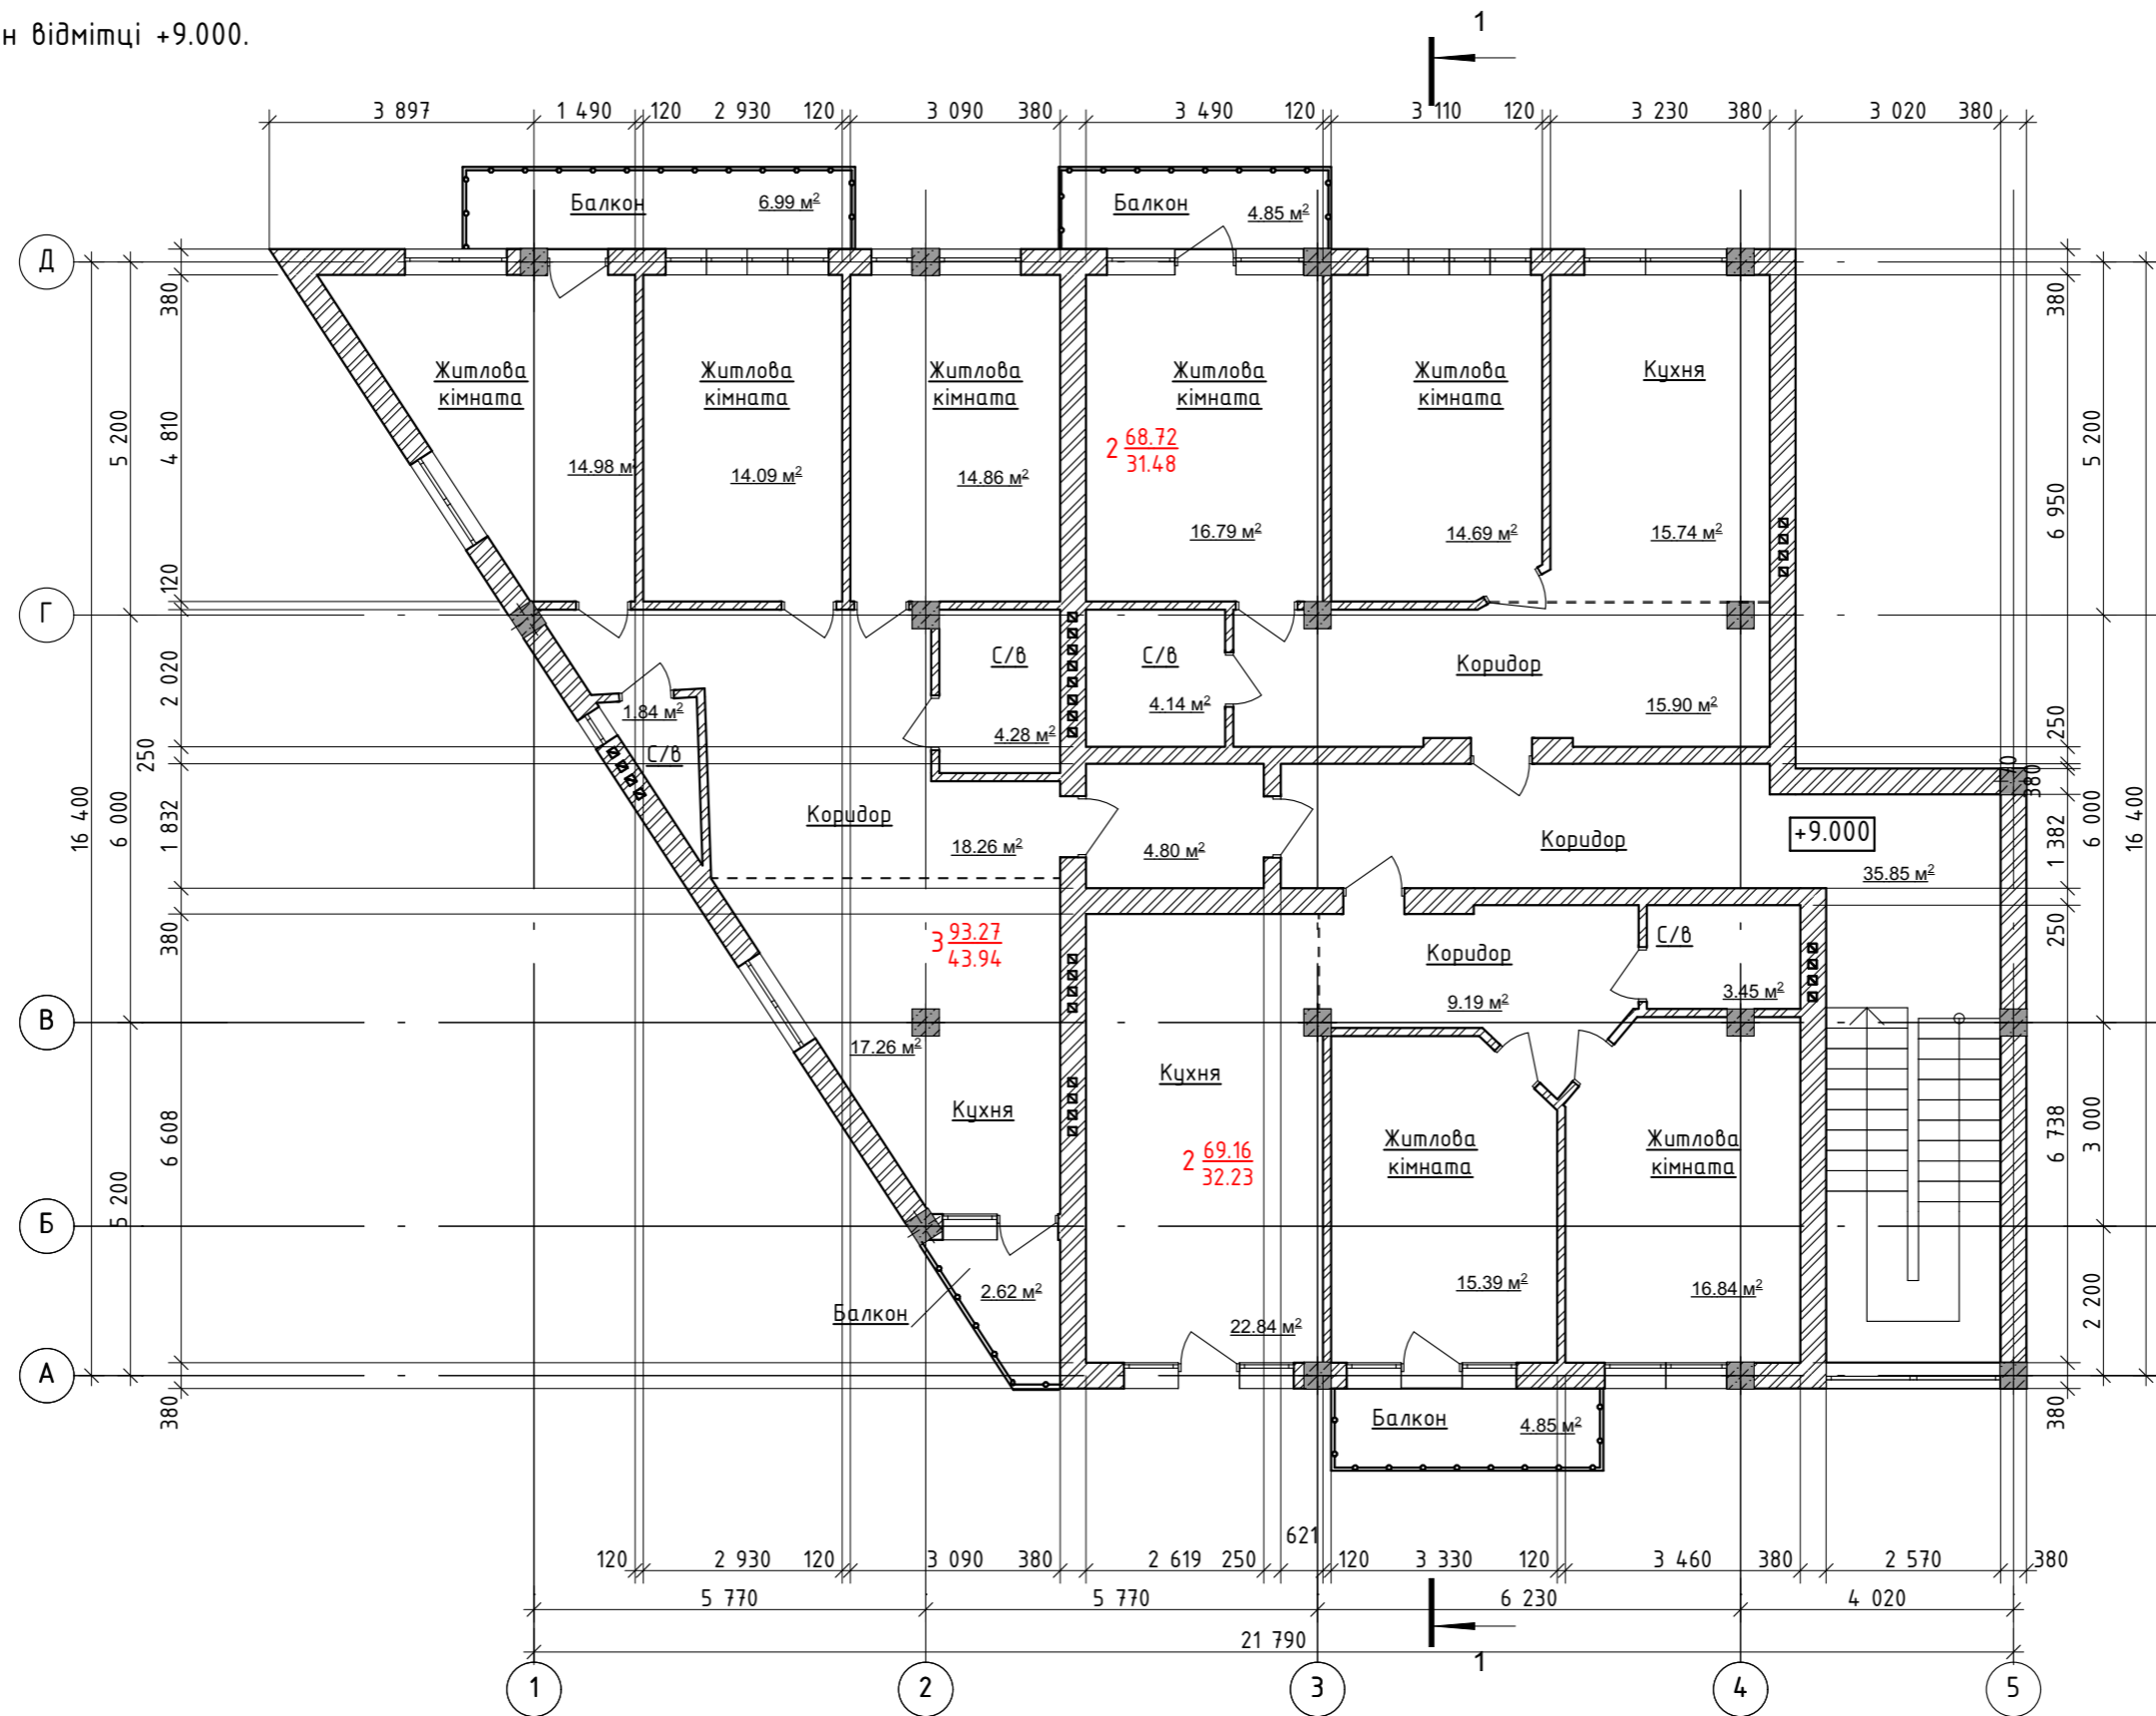 н відмітці +9.000.
1
3 897 1 490 120 2 930 120 3 090 380 3 490 120 3 110 120 3 230 380 3 020 380
Балкон 6.99 м²
Балкон 4.85 м²
Д
Г
В
Б
А
16 400
5 200
6 000
5 200
380
4 810
120
2 020
250
1 832
380
6 608
380
Житлова
кімната
14.98 м²
Житлова
кімната
14.09 м²
Житлова
кімната
14.86 м²
Житлова
кімната
2 68.72
31.48
16.79 м²
Житлова
кімната
14.69 м²
Кухня
15.74 м²
С/в
1.84 м²
С/в
4.28 м²
С/в
4.14 м²
Коридор
15.90 м²
Коридор
18.26 м²
4.80 м²
Коридор
+9.000
35.85 м²
3 93.27
43.94
17.26 м²
Кухня
Коридор
9.19 м²
С/в
3.45 м²
Кухня
2 69.16
32.23
22.84 м²
Житлова
кімната
15.39 м²
Житлова
кімната
16.84 м²
2.62 м²
Балкон
Балкон 4.85 м²
380
6 950
250
380
1 382
250
6 738
380
5 200
6 000
3 000
2 200
16 400
621
120 2 930 120 3 090 380 2 619 250 120 3 330 120 3 460 380 2 570 380
5 770 5 770 6 230 4 020
21 790
1
1 2 3 4 5